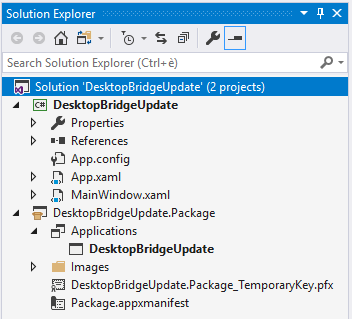 Solution Explorer
Search Solution Explorer (Ctrl+è)
Solution 'DesktopBridgeUpdate' (2 projects)
C# DesktopBridgeUpdate
Properties
References
App.config
App.xaml
MainWindow.xaml
DesktopBridgeUpdate.Package
Applications
DesktopBridgeUpdate
Images
DesktopBridgeUpdate.Package_TemporaryKey.pfx
Package.appxmanifest